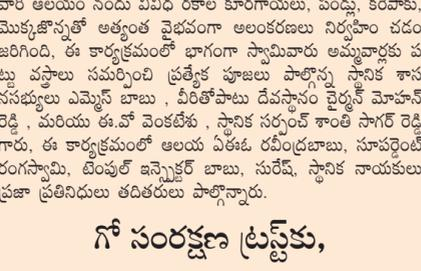 వారి ఆలయం నందు వివిధ రకాల కూరగాయలు, పండ్లు, కరివాకు,
మొక్కజొన్నతో అత్యంత వైభవంగా అలంకరణలు నిర్వహిం చడం
జరిగింది, ఈ కార్యక్రమంలో భాగంగా స్వామివారు అమ్మవార్లకు ప
ట్టు వస్త్రాలు సమర్పించి ప్రత్యేక పూజలు పాల్గొన్న స్థానిక శాస
నసభ్యులు ఎమ్మెస్ బాబు , వీరితోపాటు దేవస్థానం చైర్మన్ మోహన్
రెడ్డి , మరియు ఈ.వో వెంకటేశు , స్థానిక సర్పంచ్ శాంతి సాగర్ రెడ్డి
గారు, ఈ కార్యక్రమంలో ఆలయ ఏఈఓ రవీంద్రబాబు, సూపరెండెంట్
రంగస్వామి, టెంపుల్ ఇన్స్పెక్టర్ బాబు, సురేష్, స్థానిక నాయకులు
ప్రజా ప్రతినిధులు తదితరులు పాల్గొన్నారు.
గో సంరక్షణ ట్రస్ట్‌కు,